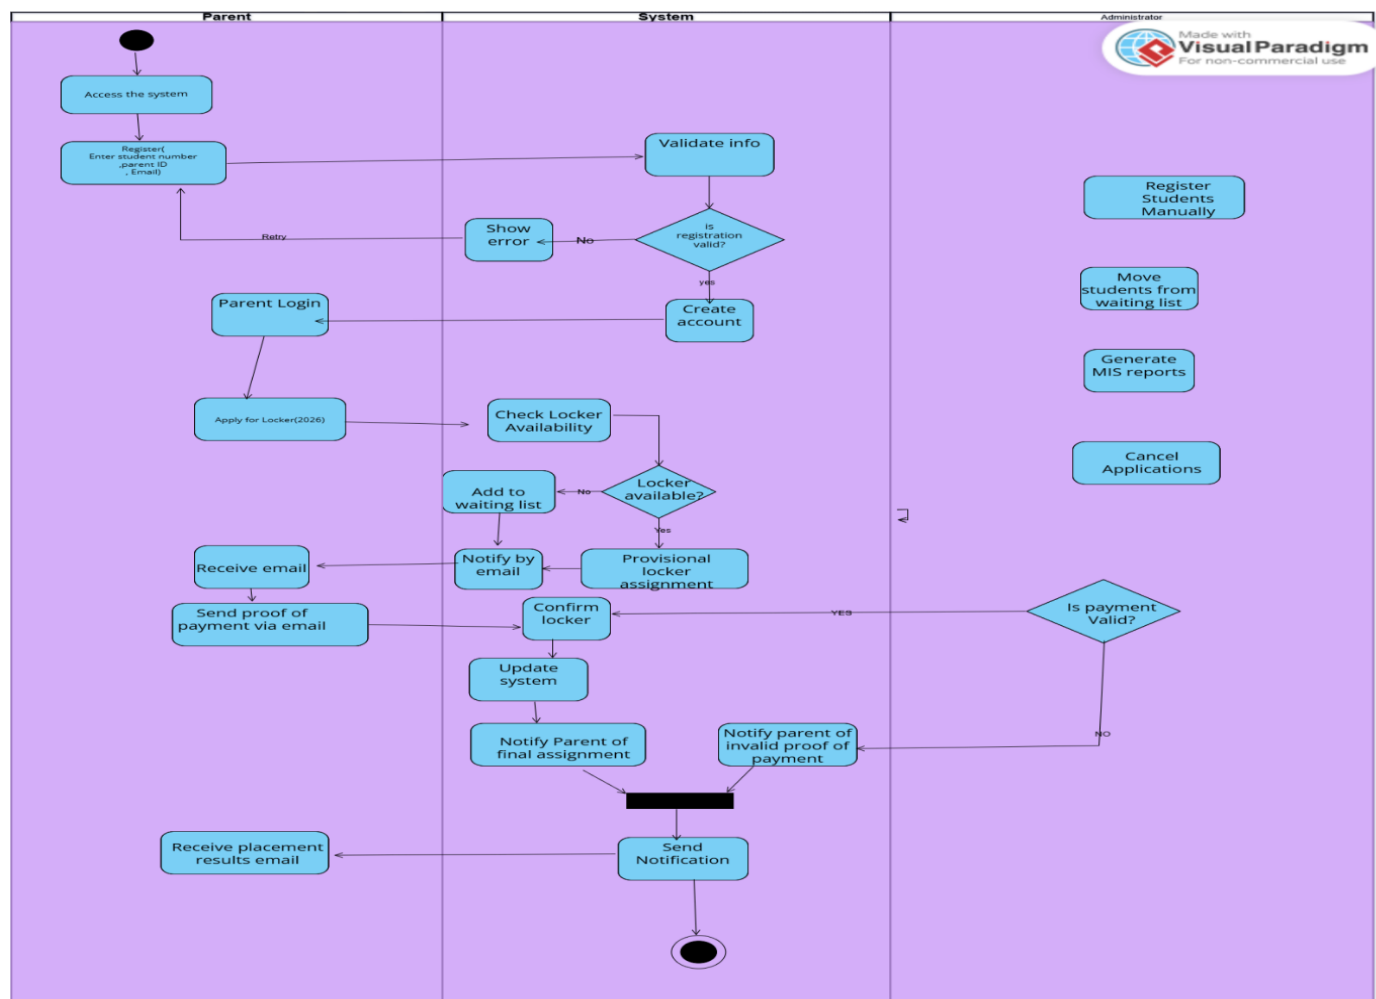 Parent
System
Administrator
Made with
Visual Paradigm
For non-commercial use
Access the system
Register(
Enter student number
,parent ID
, Email)
Validate info
Register
Students
Manually
Show
error
No
is
registration
valid?
Retry
yes
Move
students from
waiting list
Parent Login
Create
account
Generate
MIS reports
Apply for Locker(2026)
Check Locker
Availability
Cancel
Applications
Add to
waiting list
No
Locker
available?
Yes
Receive email
Notify by
email
Provisional
locker
assignment
Send proof of
payment via email
Confirm
locker
YES
Is payment
Valid?
Update
system
Notify Parent of
final assignment
Notify parent of
invalid proof of
payment
NO
Receive placement
results email
Send
Notification